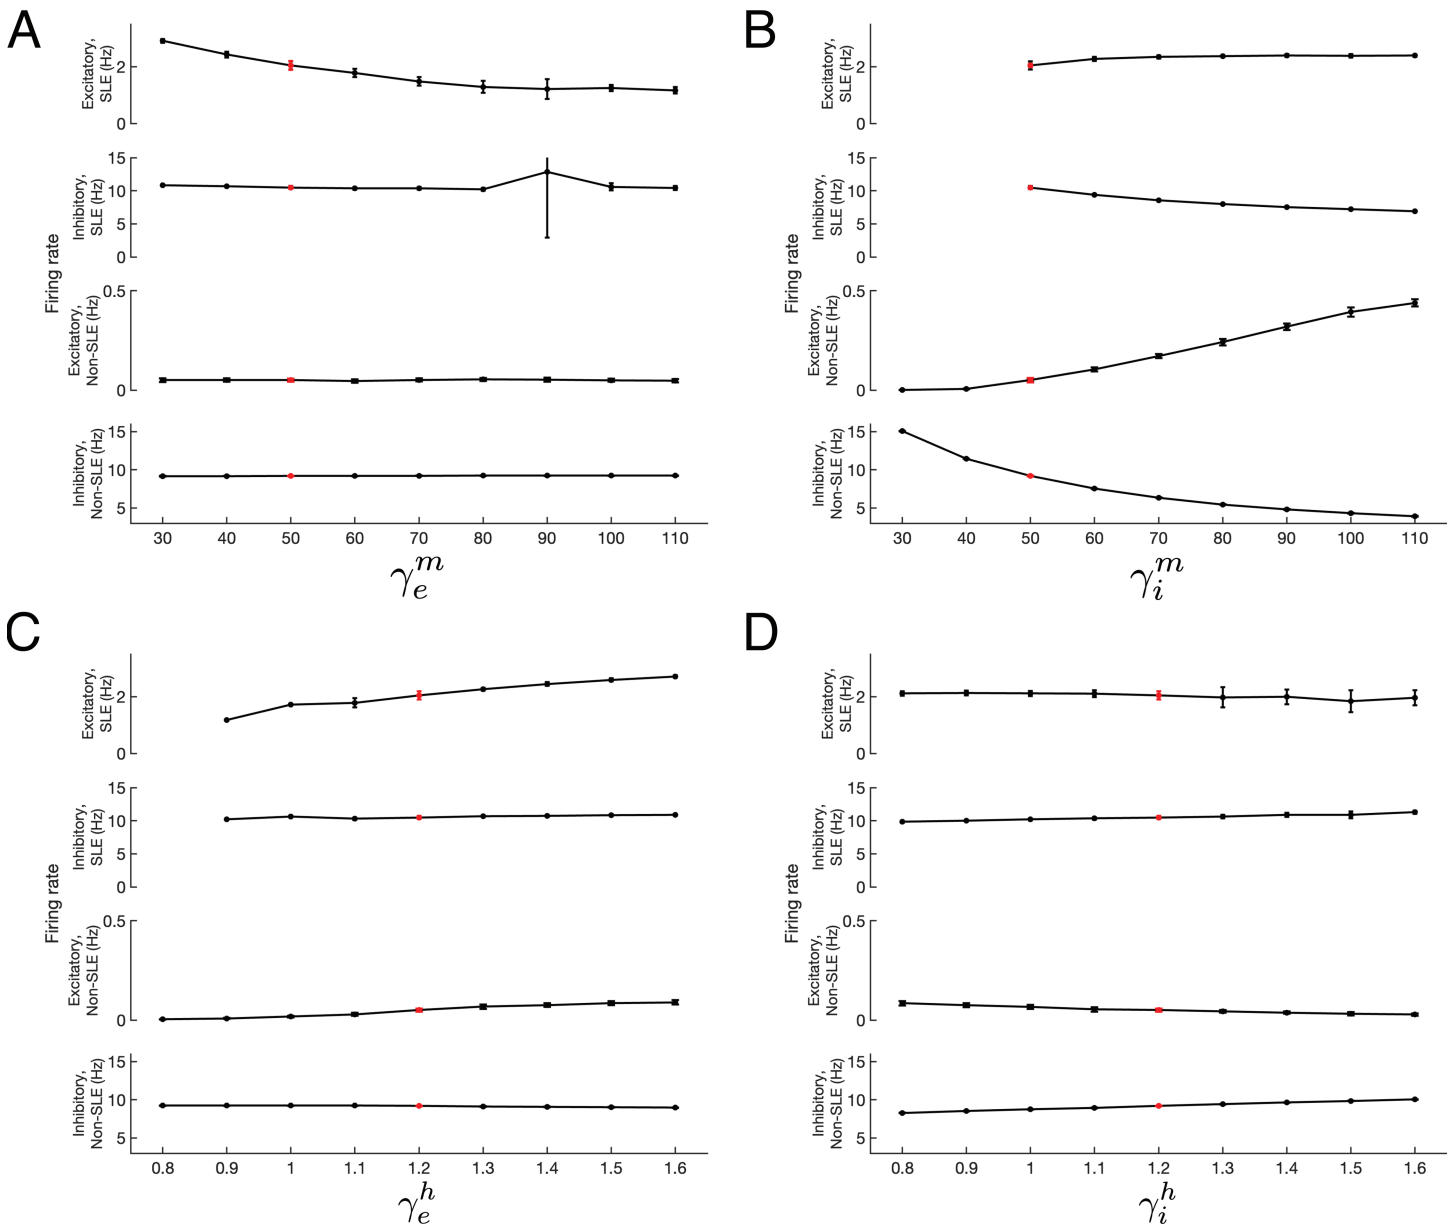 A
Firing rate
Excitatory,
SLE (Hz)
2
0
Inhibitory,
SLE (Hz)
15
10
5
0
Excitatory,
Non-SLE (Hz)
0.5
0
Inhibitory,
Non-SLE (Hz)
15
10
5
30 40 50 60 70 80 90 100 110
γ_e^m
B
Firing rate
Excitatory,
SLE (Hz)
2
0
Inhibitory,
SLE (Hz)
15
10
5
0
Excitatory,
Non-SLE (Hz)
0.5
0
Inhibitory,
Non-SLE (Hz)
15
10
5
30 40 50 60 70 80 90 100 110
γ_i^m
C
Firing rate
Excitatory,
SLE (Hz)
2
0
Inhibitory,
SLE (Hz)
15
10
5
0
Excitatory,
Non-SLE (Hz)
0.5
0
Inhibitory,
Non-SLE (Hz)
15
10
5
0.8 0.9 1 1.1 1.2 1.3 1.4 1.5 1.6
γ_e^h
D
Firing rate
Excitatory,
SLE (Hz)
2
0
Inhibitory,
SLE (Hz)
15
10
5
0
Excitatory,
Non-SLE (Hz)
0.5
0
Inhibitory,
Non-SLE (Hz)
15
10
5
0.8 0.9 1 1.1 1.2 1.3 1.4 1.5 1.6
γ_i^h